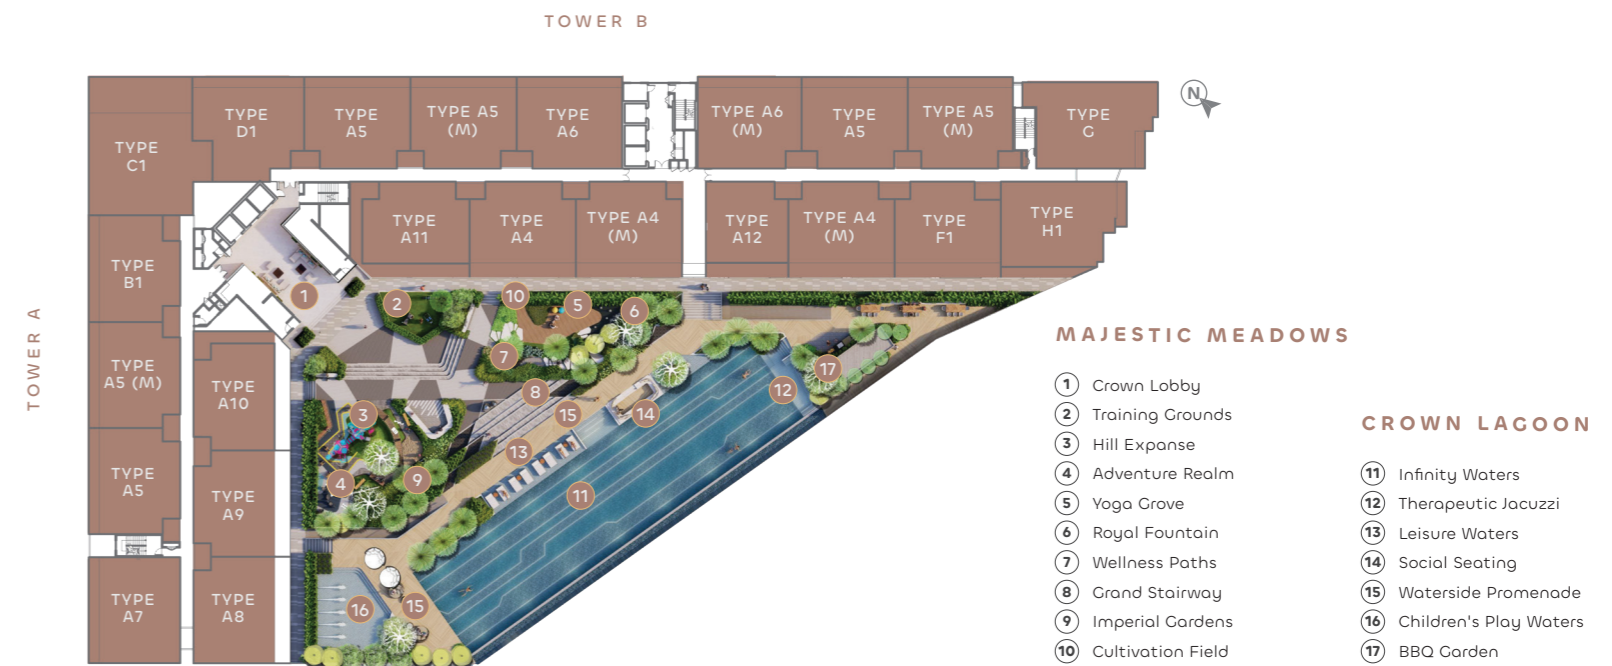 TOWER B
N
TYPE
C1
TYPE
D1
TYPE
A5
TYPE A5
(M)
TYPE
A6
TYPE A6
(M)
TYPE
A5
TYPE A5
(M)
TYPE
G
TYPE
A11
TYPE
A4
TYPE A4
(M)
TYPE
A12
TYPE A4
(M)
TYPE
F1
TYPE
H1
TOWER A
TYPE
B1
TYPE
A5 (M)
TYPE
A10
TYPE
A5
TYPE
A9
TYPE
A7
TYPE
A8
1
2
10
5
6
7
8
17
12
3
15
14
13
4
9
11
16
15
MAJESTIC MEADOWS
1 Crown Lobby
2 Training Grounds
3 Hill Expanse
4 Adventure Realm
5 Yoga Grove
6 Royal Fountain
7 Wellness Paths
8 Grand Stairway
9 Imperial Gardens
10 Cultivation Field
CROWN LAGOON
11 Infinity Waters
12 Therapeutic Jacuzzi
13 Leisure Waters
14 Social Seating
15 Waterside Promenade
16 Children's Play Waters
17 BBQ Garden